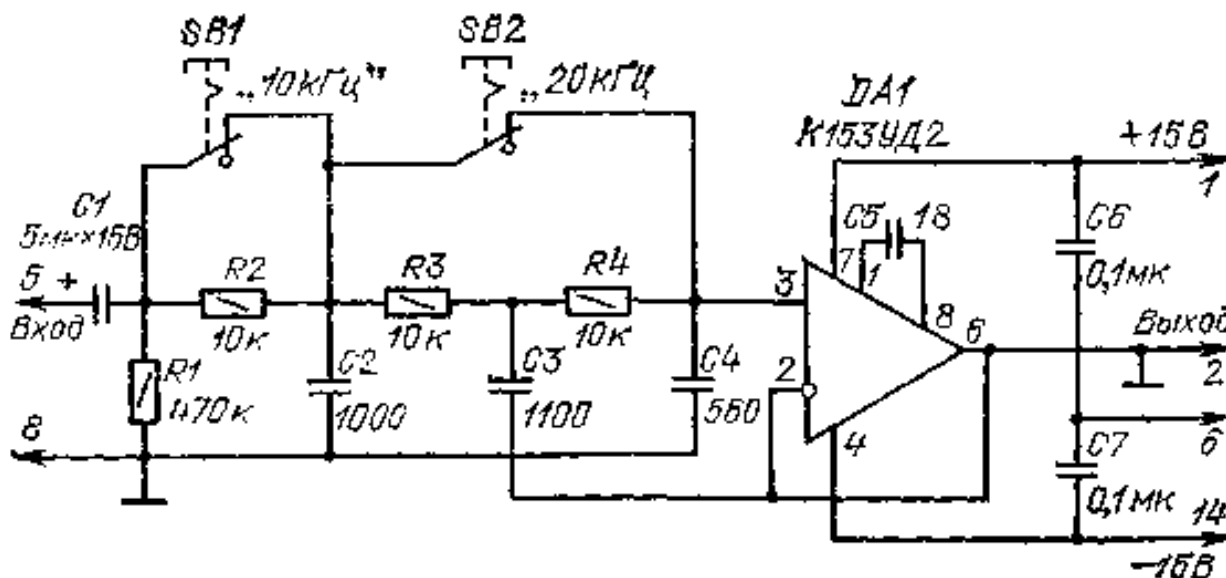 SB1
SB2
„10кГц"
„20кГц
DA1
К153УД2
+15В
1
C1
5мк×15В
5 +
Вход
R2
10к
R3
10к
R4
10к
3
7
1
C5
18
8
6
2
4
C6
0,1мк
Выход
2
R1
470к
C2
1000
C3
1100
C4
560
8
6
C7
0,1мк
14
-15В